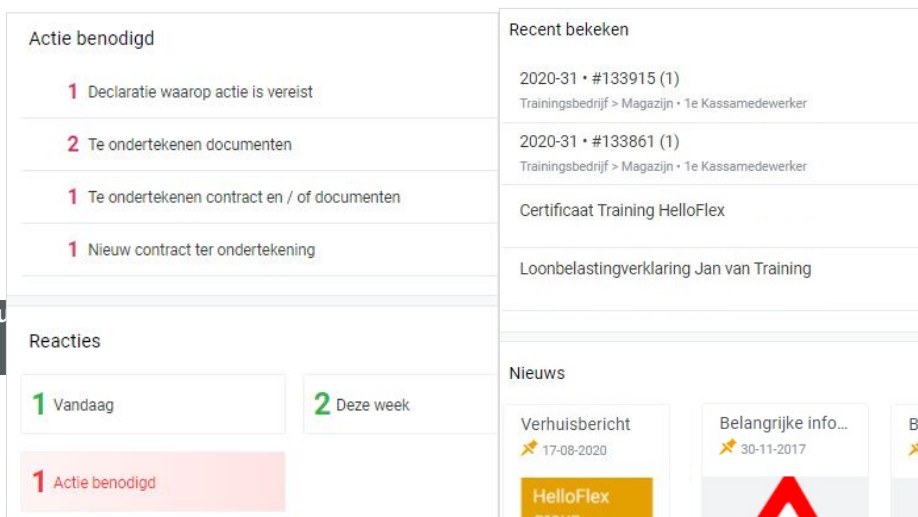 Actie benodigd
1 Declaratie waarop actie is vereist
2 Te ondertekenen documenten
1 Te ondertekenen contract en / of documenten
1 Nieuw contract ter ondertekening
Reacties
1 Vandaag
2 Deze week
1 Actie benodigd
Recent bekeken
2020-31 • #133915 (1)
Trainingsbedrijf > Magazijn • 1e Kassamedewerker
2020-31 • #133861 (1)
Trainingsbedrijf > Magazijn • 1e Kassamedewerker
Certificaat Training HelloFlex
Loonbelastingverklaring Jan van Training
Nieuws
Verhuisbericht
17-08-2020
HelloFlex
Belangrijke info...
30-11-2017